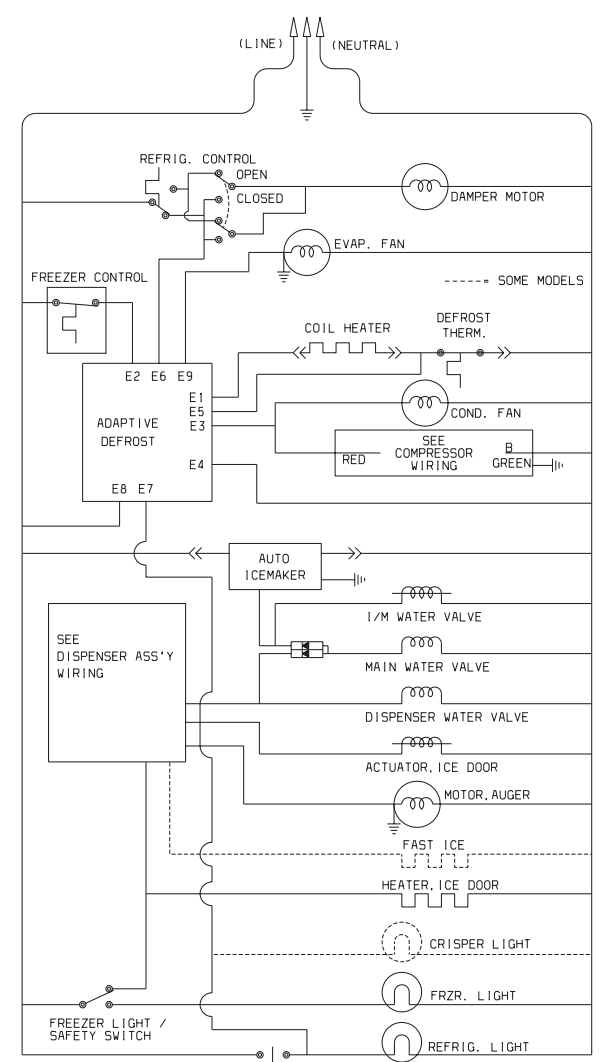 (LINE)
(NEUTRAL)
REFRIG. CONTROL
OPEN
CLOSED
DAMPER MOTOR
EVAP. FAN
FREEZER CONTROL
----- = SOME MODELS
COIL HEATER
DEFROST
THERM.
E2 E6 E9
E1
E5
E3
ADAPTIVE
DEFROST
COND. FAN
SEE
COMPRESSOR
WIRING
RED
B
GREEN
E4
E8 E7
AUTO
ICEMAKER
I/M WATER VALVE
SEE
DISPENSER ASS'Y
WIRING
MAIN WATER VALVE
DISPENSER WATER VALVE
ACTUATOR, ICE DOOR
MOTOR, AUGER
FAST ICE
HEATER, ICE DOOR
CRISPER LIGHT
FRZR. LIGHT
FREEZER LIGHT /
SAFETY SWITCH
REFRIG. LIGHT